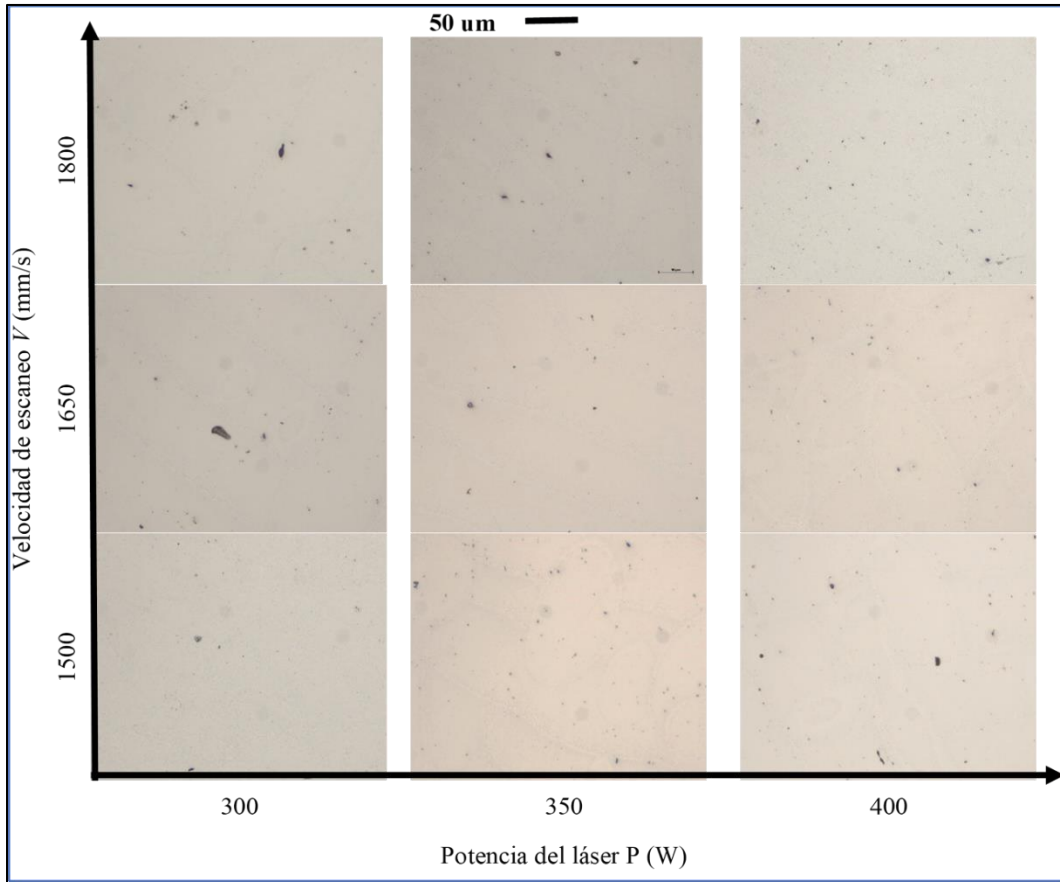 50 um
Velocidad de escaneo V (mm/s)
1800
1650
1500
300 350 400
Potencia del láser P (W)